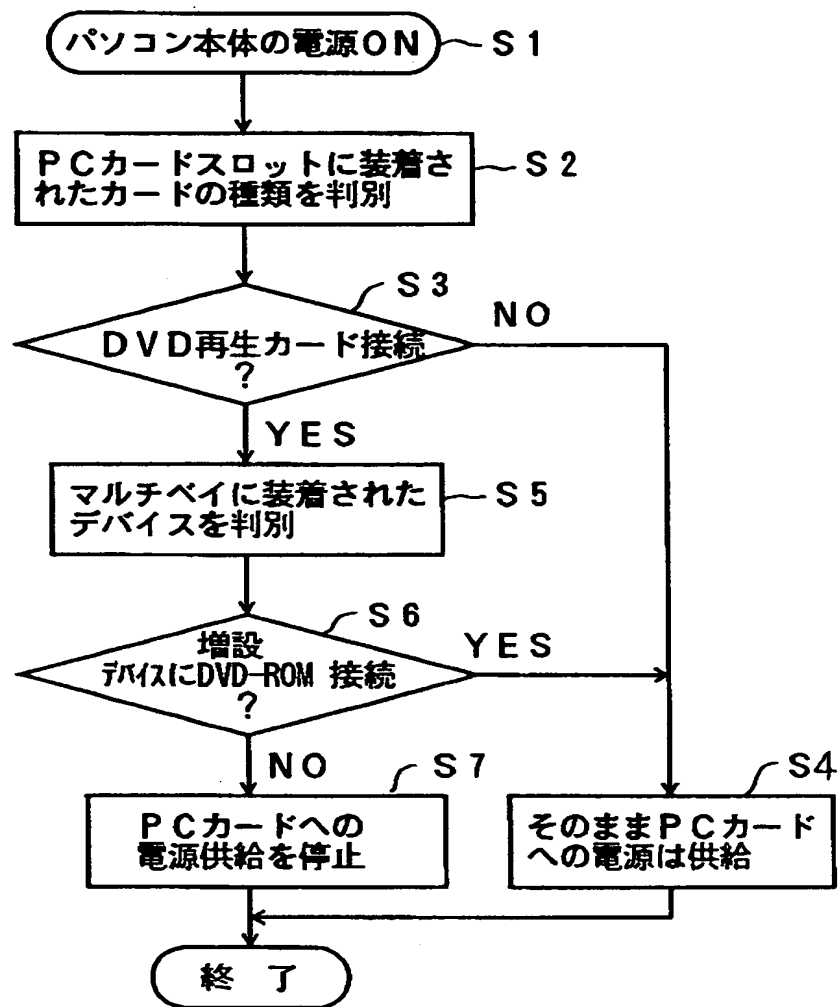 パソコン本体の電源ON
S1
PCカードスロットに装着さ
れたカードの種類を判別
S2
S3
DVD再生カード接続
?
NO
YES
マルチベイに装着された
デバイスを判別
S5
S6
増設
デバイスにDVD-ROM 接続
?
YES
NO
S7
PCカードへの
電源供給を停止
S4
そのままPCカード
への電源は供給
終了